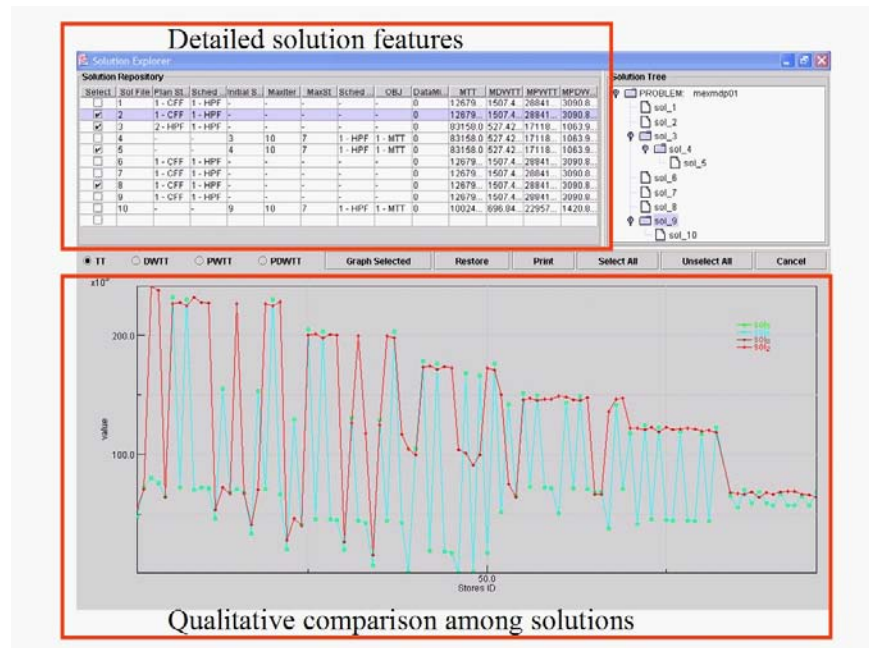 Detailed solution features
Solution Explorer
Solution Repository
Select Sol File Plan St... Sched ... Initial S... MaxIter MaxSt Sched ... OBJ DataMi... MTT MDWTT MPWTT MPDW...
1 1 - CFF 1 - HPF - - - - - 0 12679... 1507.4... 28841... 3090.8...
2 1 - CFF 1 - HPF - - - - - 0 12679... 1507.4... 28841... 3090.8...
3 2 - HPF 1 - HPF - - - - - 0 83158.0 527.42... 17118... 1063.9...
4 - - 3 10 7 1 - HPF 1 - MTT 0 83158.0 527.42... 17118... 1063.9...
5 - - 4 10 7 1 - HPF 1 - MTT 0 83158.0 527.42... 17118... 1063.9...
6 1 - CFF 1 - HPF - - - - - 0 12679... 1507.4... 28841... 3090.8...
7 1 - CFF 1 - HPF - - - - - 0 12679... 1507.4... 28841... 3090.8...
8 1 - CFF 1 - HPF - - - - - 0 12679... 1507.4... 28841... 3090.8...
9 1 - CFF 1 - HPF - - - - - 0 12679... 1507.4... 28841... 3090.8...
10 - - 9 10 7 1 - HPF 1 - MTT 0 10024... 696.84... 22957... 1420.8...
Solution Tree
PROBLEM: mexmdp01
sol_1
sol_2
sol_3
sol_4
sol_5
sol_6
sol_7
sol_8
sol_9
sol_10
TT DWTT PWTT PDWTT Graph Selected Restore Print Select All Unselect All Cancel
200.0
value
100.0
50.0
Stores ID
Qualitative comparison among solutions